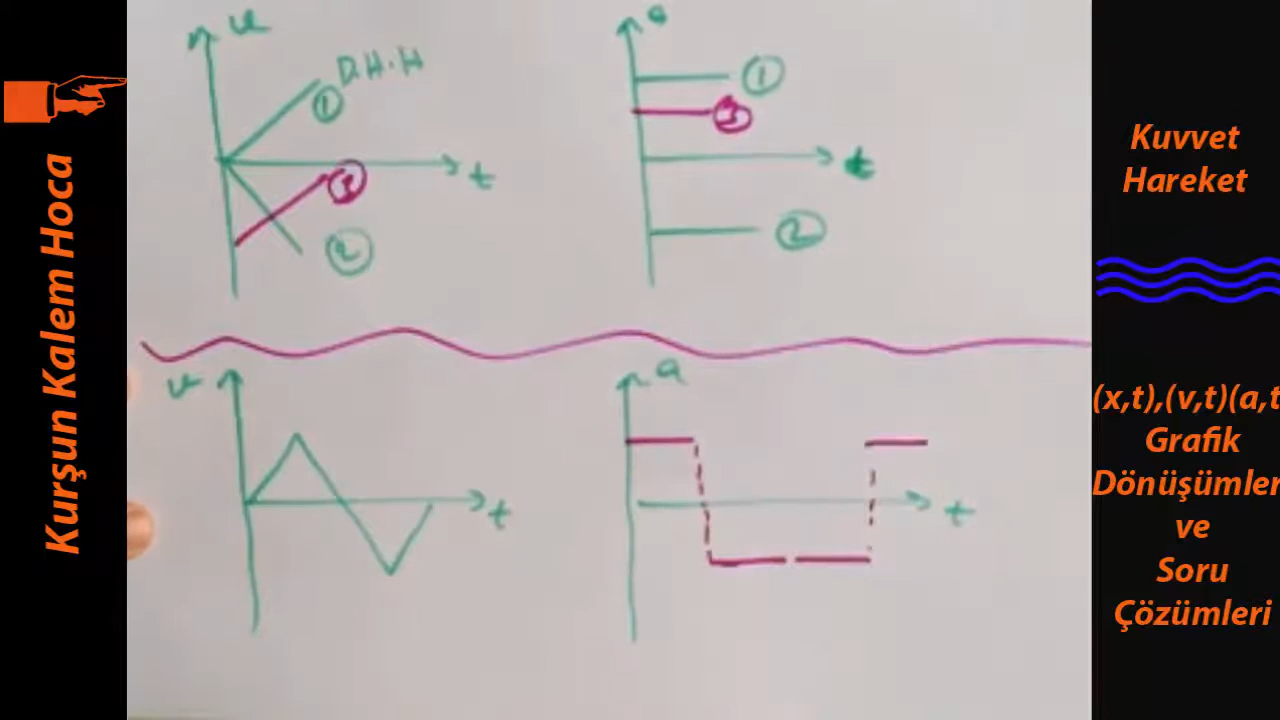 Kurşun Kalem Hoca
v
D.H.H
1
3
2
t
a
1
3
2
t
v
t
a
t
Kuvvet
Hareket
(x,t),(v,t)(a,t
Grafik
Dönüşümler
ve
Soru
Çözümleri